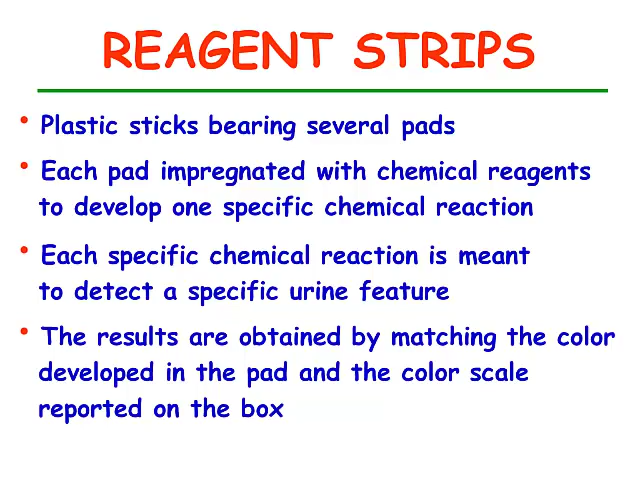 REAGENT STRIPS
• Plastic sticks bearing several pads
• Each pad impregnated with chemical reagents
to develop one specific chemical reaction
• Each specific chemical reaction is meant
to detect a specific urine feature
• The results are obtained by matching the color
developed in the pad and the color scale
reported on the box